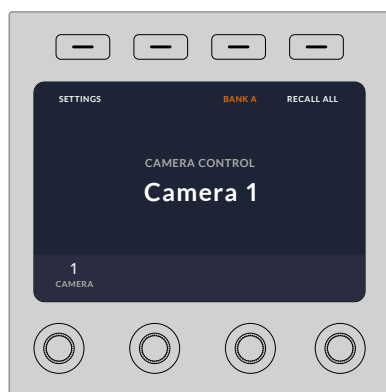 SETTINGS BANK A RECALL ALL
CAMERA CONTROL
Camera 1
1
CAMERA